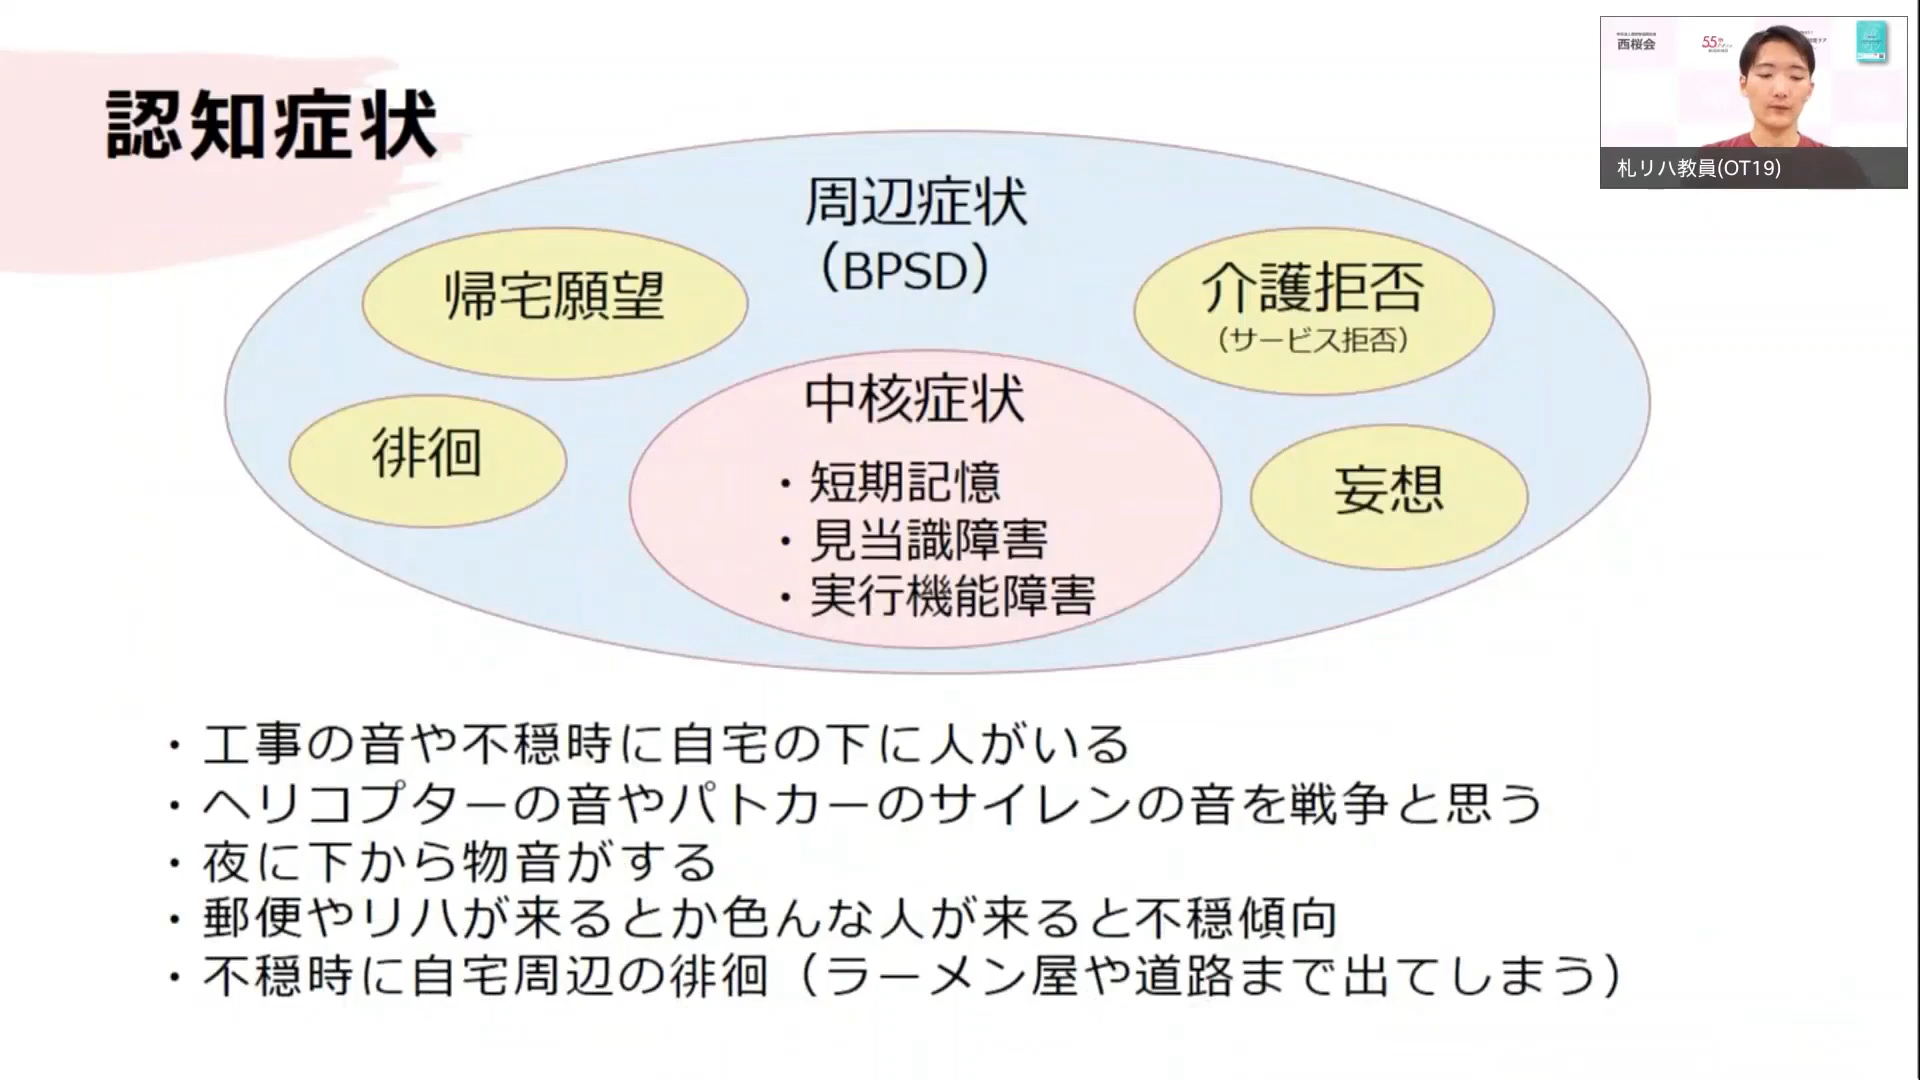 認知症状
周辺症状
（BPSD）
帰宅願望
介護拒否
（サービス拒否）
徘徊
妄想
中核症状
・短期記憶
・見当識障害
・実行機能障害
・工事の音や不穏時に自宅の下に人がいる
・ヘリコプターの音やパトカーのサイレンの音を戦争と思う
・夜に下から物音がする
・郵便やリハが来るとか色んな人が来ると不穏傾向
・不穏時に自宅周辺の徘徊（ラーメン屋や道路まで出てしまう）
西桜会
55
札リハ教員(OT19)